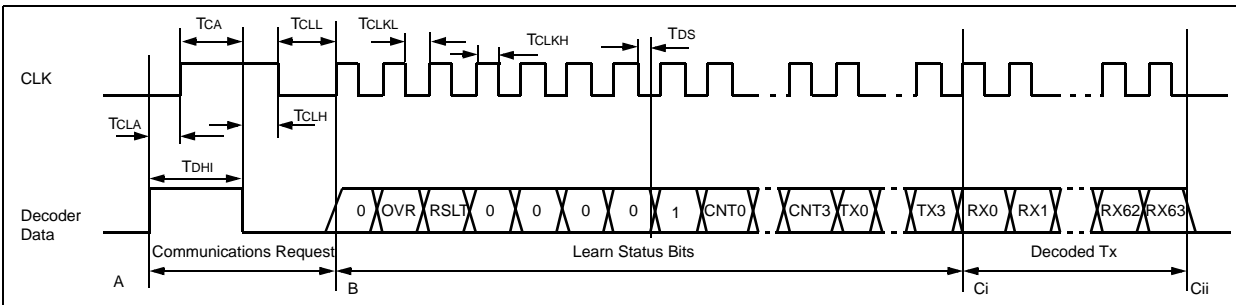 TCA TCLL TCLKL TCLKH TDS
CLK
TCLA TCLH
TDHI
Decoder
Data
0 OVR RSLT 0 0 0 0 1 CNT0 CNT3 TX0 TX3 RX0 RX1 RX62 RX63
Communications Request Learn Status Bits Decoded Tx
A B Ci Cii